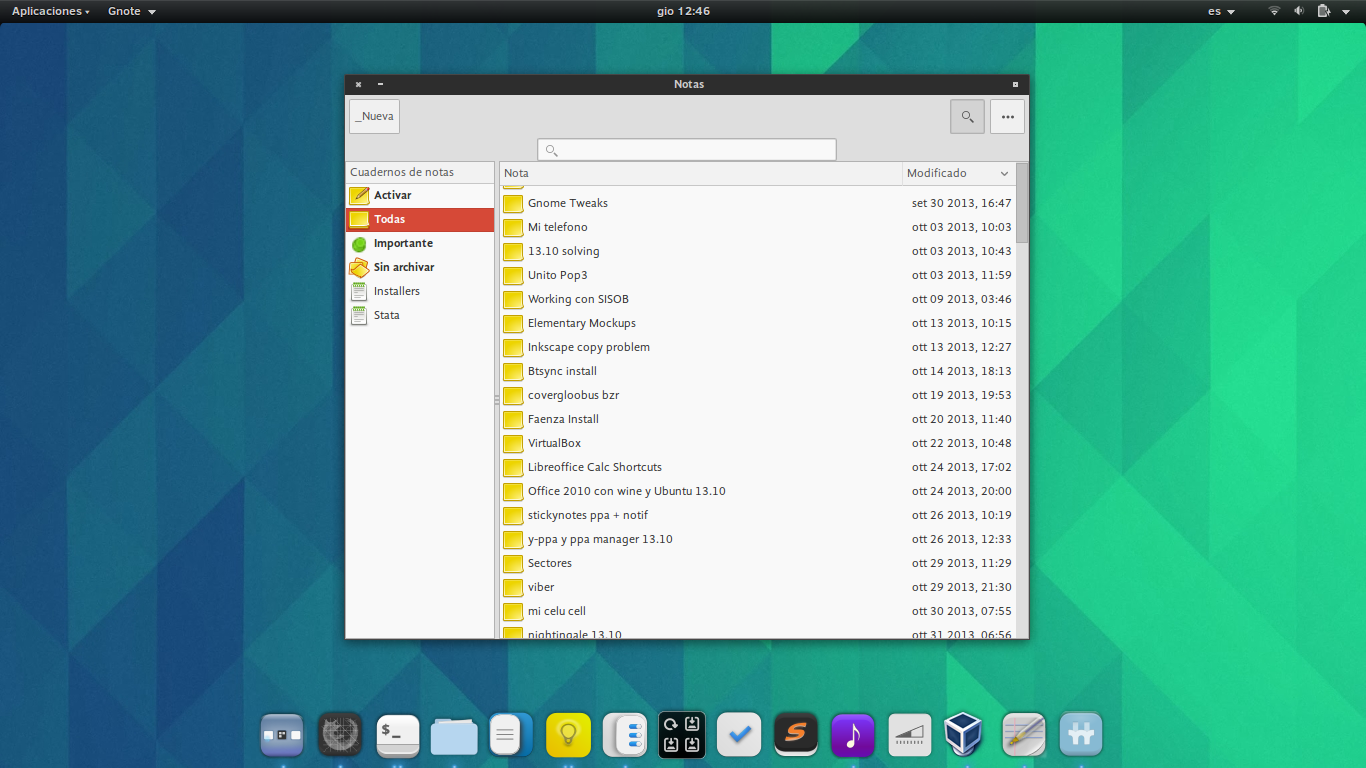 Aplicaciones Gnote gio 12:46 es
Notas
_Nueva
Cuadernos de notas Nota Modificado
Activar
Todas
Importante
Sin archivar
Installers
Stata
Gnome Tweaks set 30 2013, 16:47
Mi telefono ott 03 2013, 10:03
13.10 solving ott 03 2013, 10:43
Unito Pop3 ott 03 2013, 11:59
Working con SISOB ott 09 2013, 03:46
Elementary Mockups ott 13 2013, 10:15
Inkscape copy problem ott 13 2013, 12:27
Btsync install ott 14 2013, 18:13
covergloobus bzr ott 19 2013, 19:53
Faenza Install ott 20 2013, 11:40
VirtualBox ott 22 2013, 10:48
Libreoffice Calc Shortcuts ott 24 2013, 17:02
Office 2010 con wine y Ubuntu 13.10 ott 24 2013, 20:00
stickynotes ppa + notif ott 26 2013, 10:19
y-ppa y ppa manager 13.10 ott 26 2013, 12:33
Sectores ott 29 2013, 11:29
viber ott 29 2013, 21:30
mi celu cell ott 30 2013, 07:55
nightingale 13.10 ott 31 2013, 06:56
$_